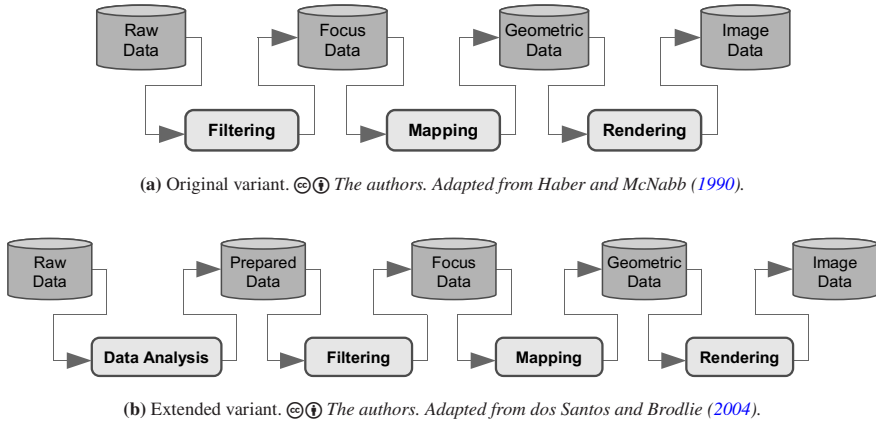 Raw
Data
Focus
Data
Geometric
Data
Image
Data
Filtering
Mapping
Rendering
(a) Original variant. 🅭🅯 The authors. Adapted from Haber and McNabb (1990).
Raw
Data
Prepared
Data
Focus
Data
Geometric
Data
Image
Data
Data Analysis
Filtering
Mapping
Rendering
(b) Extended variant. 🅭🅯 The authors. Adapted from dos Santos and Brodlie (2004).